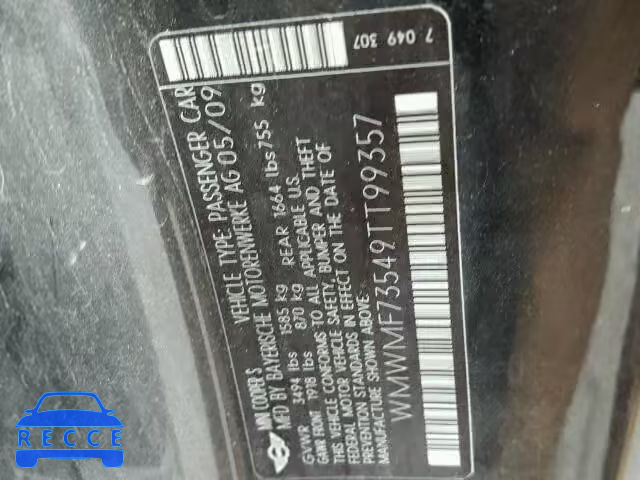 MINI COOPER S
VEHICLE TYPE: PASSENGER CAR
MFD BY BAYERISCHE MOTORENWERKE AG 05/09
GVWR 3494 lbs 1585 kg REAR 1664 lbs 755 kg
GAWR FRONT 1918 lbs 870 kg
THIS VEHICLE CONFORMS TO ALL APPLICABLE U.S.
FEDERAL MOTOR VEHICLE SAFETY, BUMPER AND THEFT
PREVENTION STANDARDS IN EFFECT ON THE DATE OF
MANUFACTURE SHOWN ABOVE:
WMWMF73549TT99357
7 049 307
RECCE